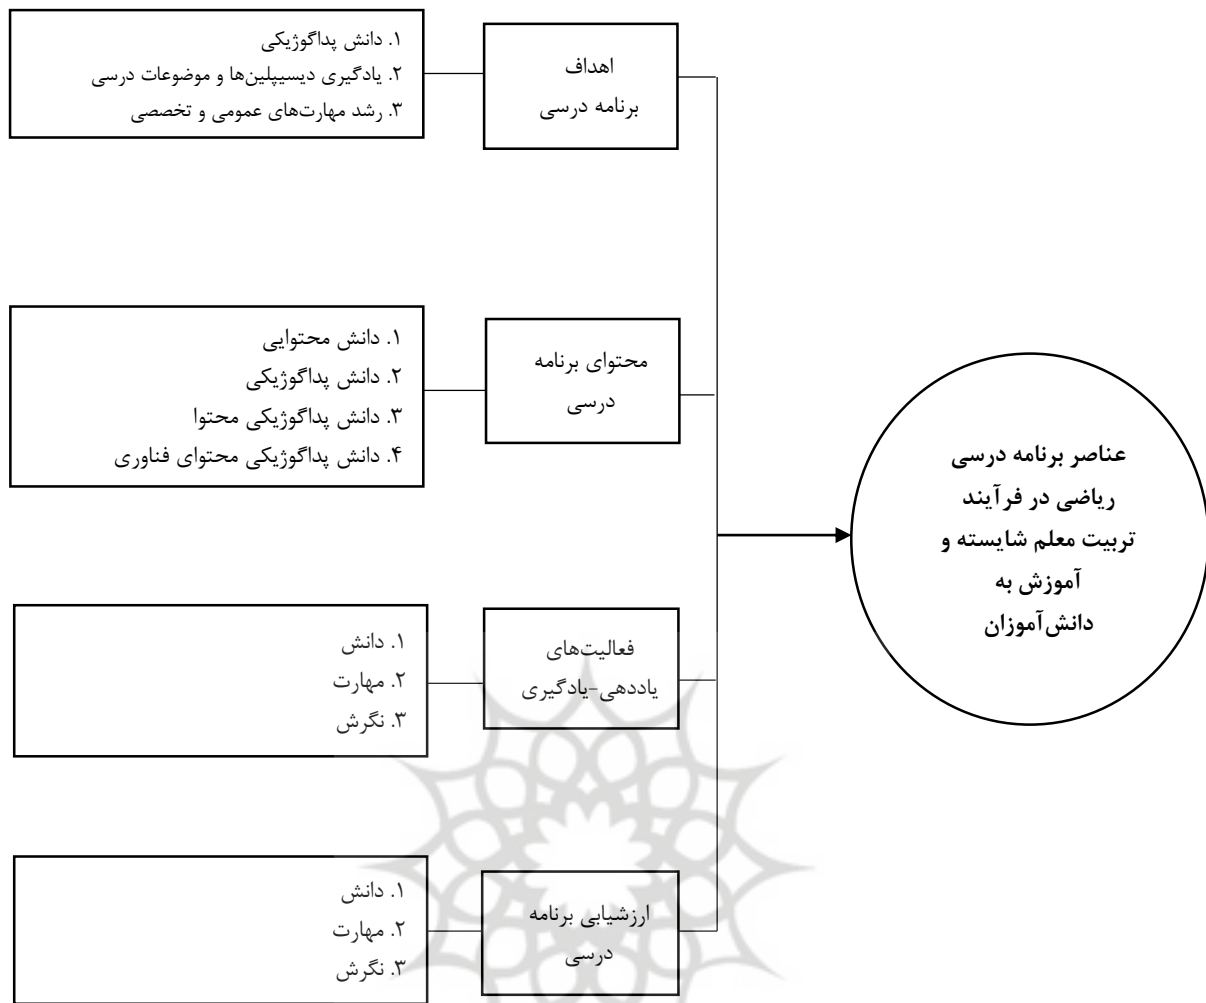 اهداف
برنامه درسی
۱. دانش پداگوژیکی
۲. یادگیری دیسیپلین‌ها و موضوعات درسی
۳. رشد مهارت‌های عمومی و تخصصی
محتوای برنامه
درسی
۱. دانش محتوایی
۲. دانش پداگوژیکی
۳. دانش پداگوژیکی محتوا
۴. دانش پداگوژیکی محتوای فناوری
عناصر برنامه درسی
ریاضی در فرآیند
تربیت معلم شایسته و
آموزش به
دانش‌آموزان
فعالیت‌های
یاددهی-یادگیری
۱. دانش
۲. مهارت
۳. نگرش
ارزشیابی برنامه
درسی
۱. دانش
۲. مهارت
۳. نگرش